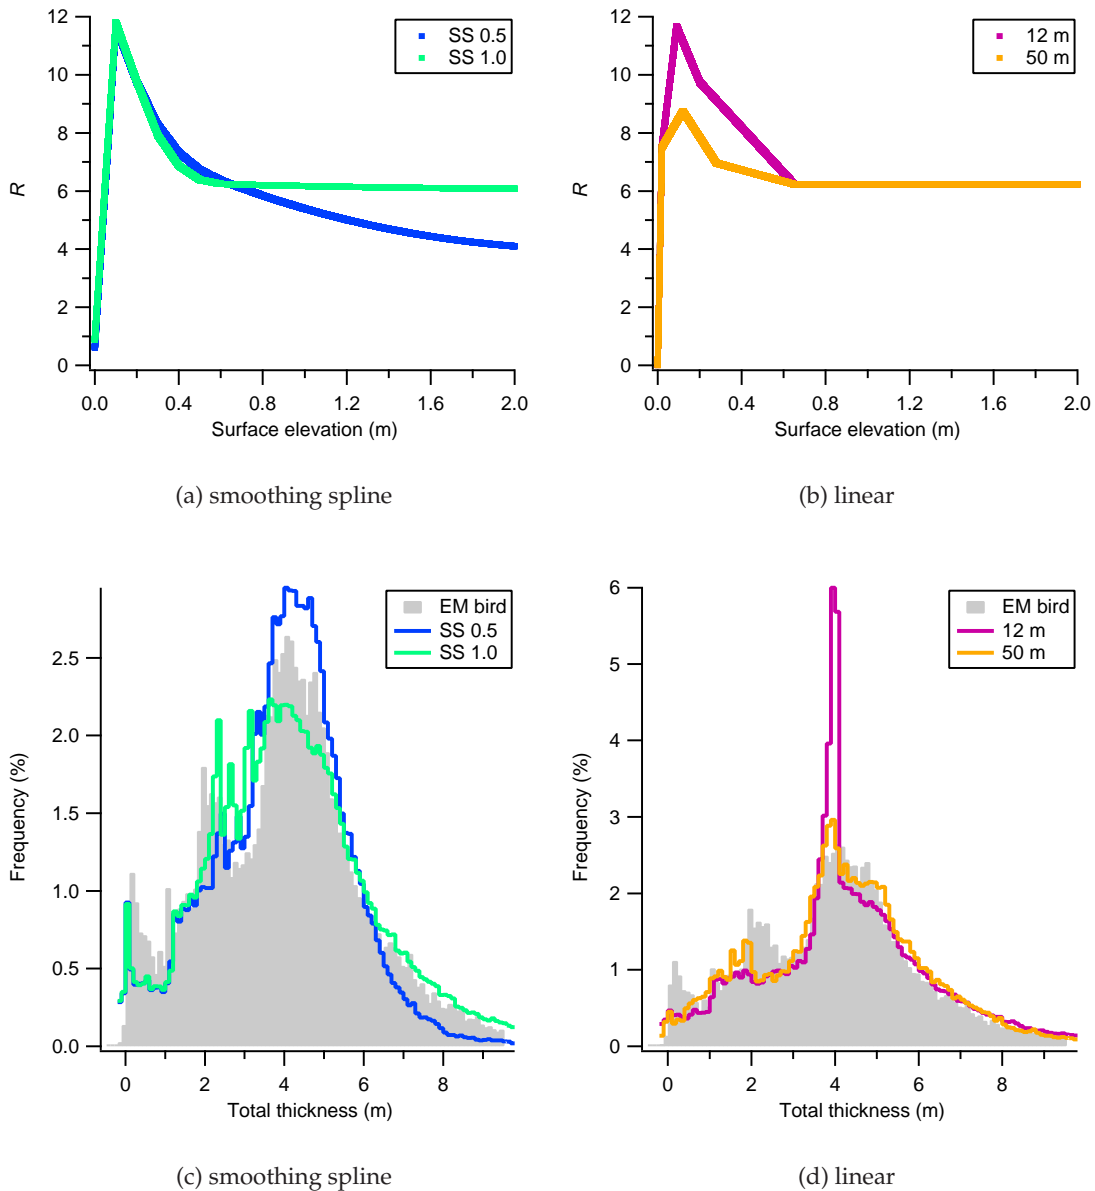 12
10
8
6
4
2
0
R
SS 0.5
SS 1.0
0.0 0.4 0.8 1.2 1.6 2.0
Surface elevation (m)
(a) smoothing spline
12
10
8
6
4
2
0
R
12 m
50 m
0.0 0.4 0.8 1.2 1.6 2.0
Surface elevation (m)
(b) linear
2.5
2.0
1.5
1.0
0.5
0.0
Frequency (%)
EM bird
SS 0.5
SS 1.0
0 2 4 6 8
Total thickness (m)
(c) smoothing spline
6
5
4
3
2
1
0
Frequency (%)
EM bird
12 m
50 m
0 2 4 6 8
Total thickness (m)
(d) linear